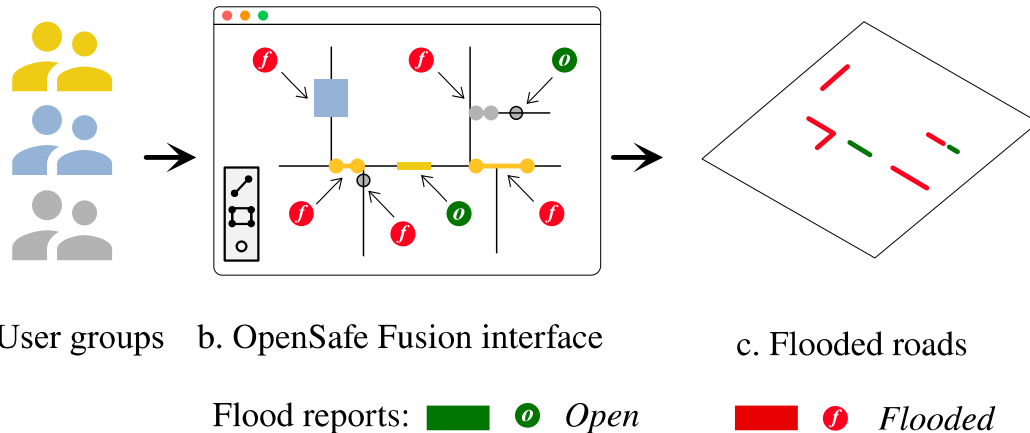 f
f
o
f
f
o
f
User groups
b. OpenSafe Fusion interface
c. Flooded roads
Flood reports: o Open f Flooded